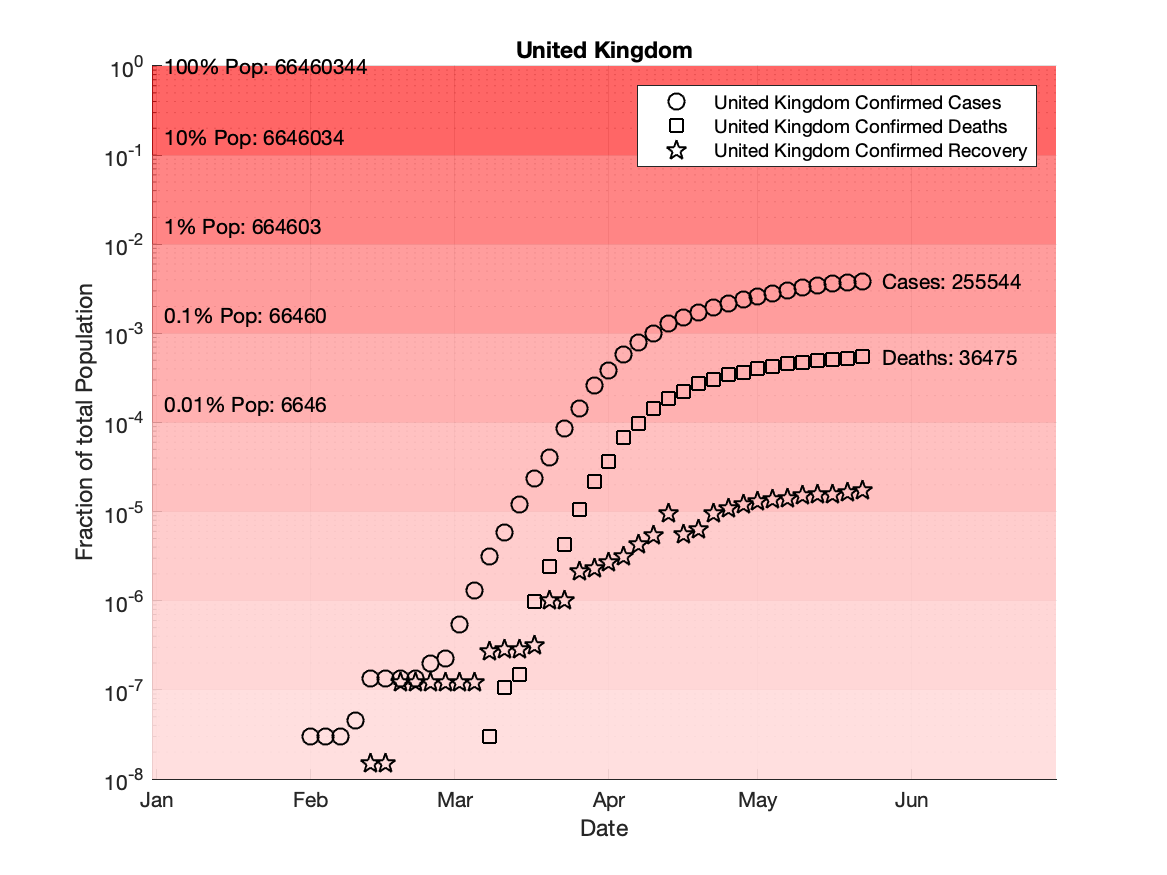 United Kingdom
10^0
100% Pop: 66460344
United Kingdom Confirmed Cases
United Kingdom Confirmed Deaths
United Kingdom Confirmed Recovery
10% Pop: 6646034
10^-1
1% Pop: 664603
10^-2
Cases: 255544
0.1% Pop: 66460
10^-3
Deaths: 36475
0.01% Pop: 6646
10^-4
10^-5
10^-6
10^-7
10^-8
Fraction of total Population
Jan Feb Mar Apr May Jun
Date